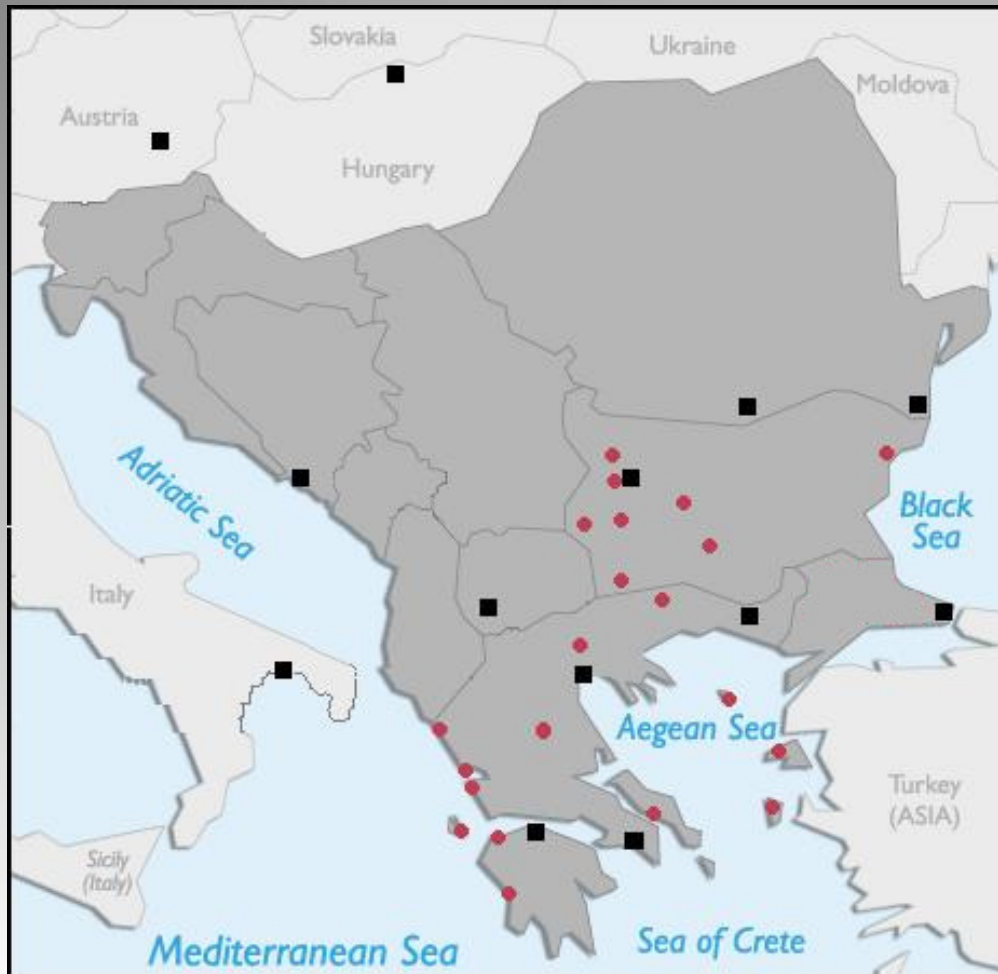 Slovakia
Ukraine
Moldova
Austria
Hungary
Adriatic Sea
Black
Sea
Italy
Aegean Sea
Turkey
(ASIA)
Sicily
(Italy)
Mediterranean Sea
Sea of Crete